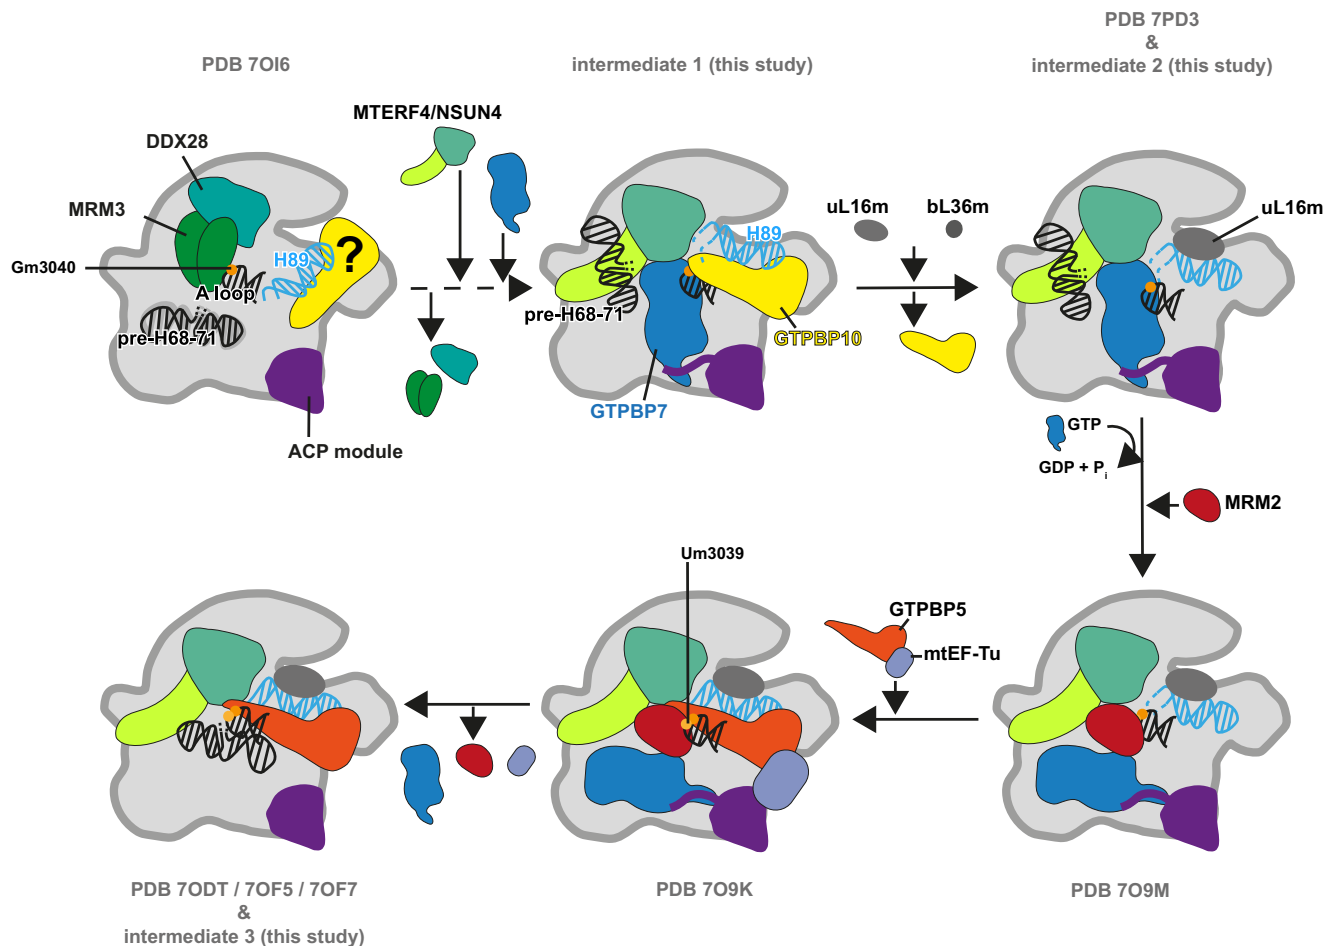 PDB 7OI6
intermediate 1 (this study)
PDB 7PD3
&
intermediate 2 (this study)
DDX28
MRM3
Gm3040
H89
?
A loop
pre-H68-71
ACP module
MTERF4/NSUN4
H89
pre-H68-71
GTPBP10
GTPBP7
uL16m
bL36m
uL16m
GTP
GDP + Pi
MRM2
Um3039
GTPBP5
mtEF-Tu
PDB 7ODT / 7OF5 / 7OF7
&
intermediate 3 (this study)
PDB 7O9K
PDB 7O9M